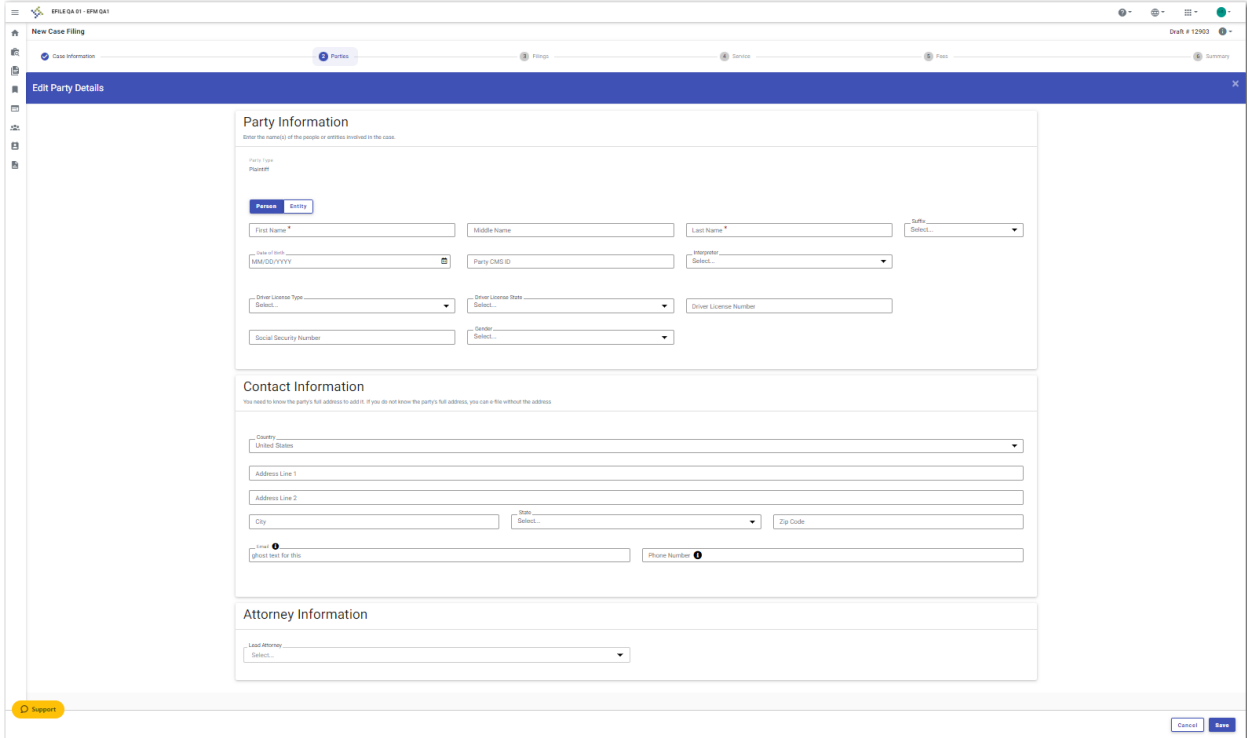 EFILE QA 01 - EFM QA1
New Case Filing
Draft # 12903
Case Information
2 Parties
3 Filings
4 Service
5 Fees
6 Summary
Edit Party Details
Party Information
Enter the name(s) of the people or entities involved in the case.
Party Type
Plaintiff
Person Entity
First Name *
Middle Name
Last Name *
Suffix
Select...
Date of Birth
MM/DD/YYYY
Party CMS ID
Interpreter
Select...
Driver License Type
Select...
Driver License State
Select...
Driver License Number
Social Security Number
Gender
Select...
Contact Information
You need to know the party's full address to add it. If you do not know the party's full address, you can e-file without the address
Country
United States
Address Line 1
Address Line 2
City
State
Select...
Zip Code
Email
ghost text for this
Phone Number
Attorney Information
Lead Attorney
Select...
Support
Cancel
Save